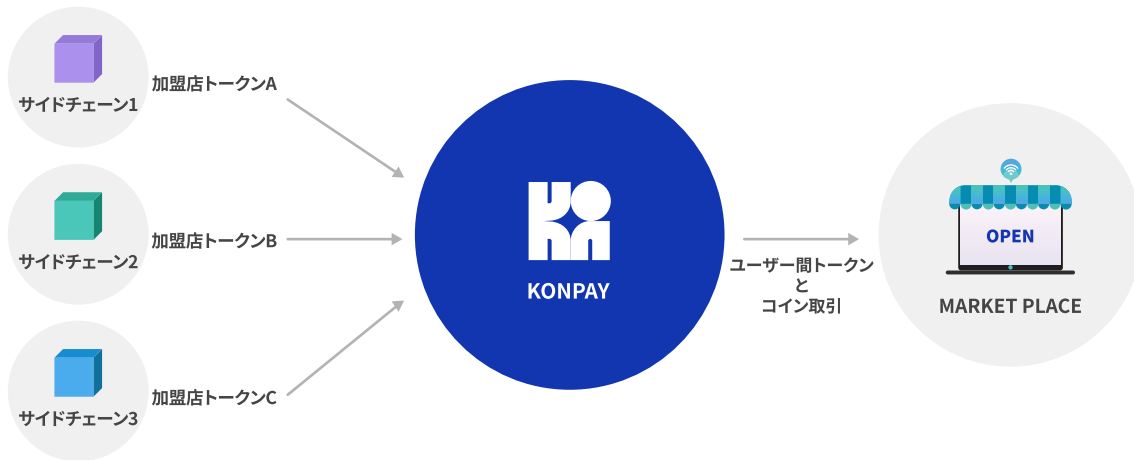 サイドチェーン1
加盟店トークンA
サイドチェーン2
加盟店トークンB
サイドチェーン3
加盟店トークンC
KONPAY
ユーザー間トークン
と
コイン取引
OPEN
MARKET PLACE